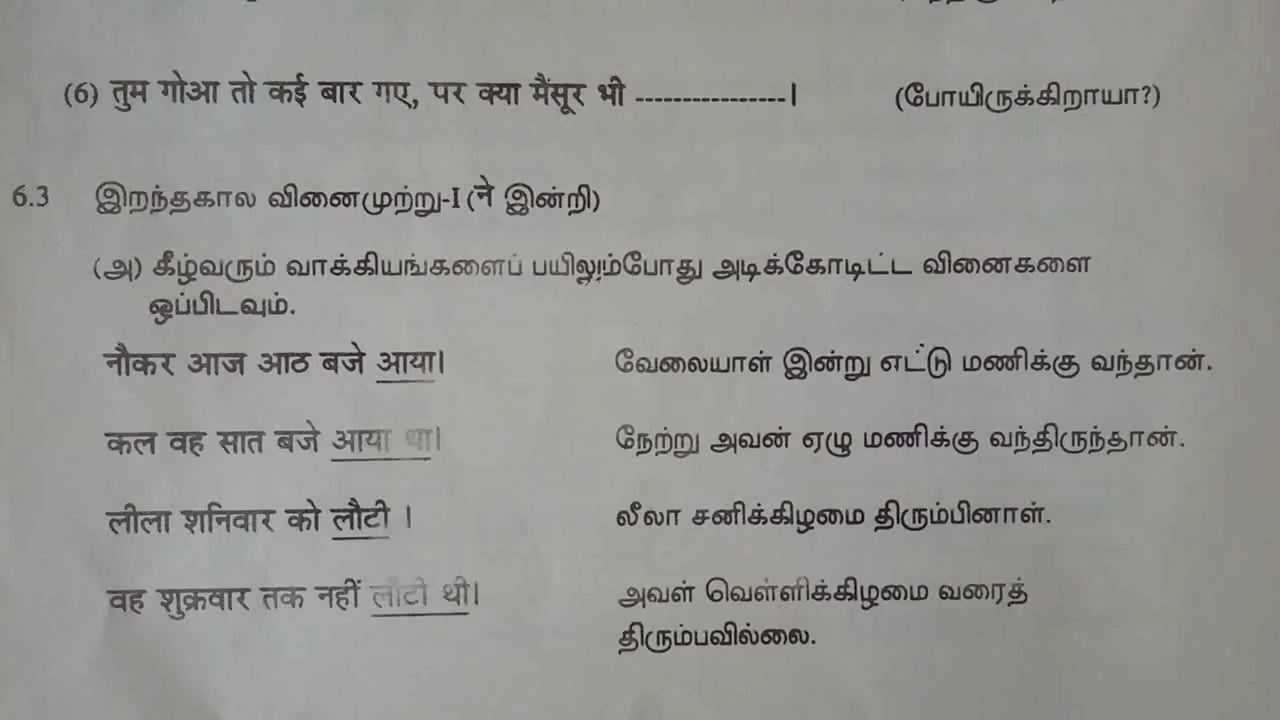 (6) तुम गोआ तो कई बार गए, पर क्या मैंसूर भी ----------------। (போயிருக்கிறாயா?)
6.3 இறந்தகால வினைமுற்று-I (ने இன்றி)
(அ) கீழ்வரும் வாக்கியங்களைப் பயிலும்போது அடிக்கோடிட்ட வினைகளை
ஒப்பிடவும்.
नौकर आज आठ बजे आया। வேலையாள் இன்று எட்டு மணிக்கு வந்தான்.
कल वह सात बजे आया था। நேற்று அவன் ஏழு மணிக்கு வந்திருந்தான்.
लीला शनिवार को लौटी । லீலா சனிக்கிழமை திரும்பினாள்.
वह शुक्रवार तक नहीं लौटी थी। அவள் வெள்ளிக்கிழமை வரைத்
திரும்பவில்லை.